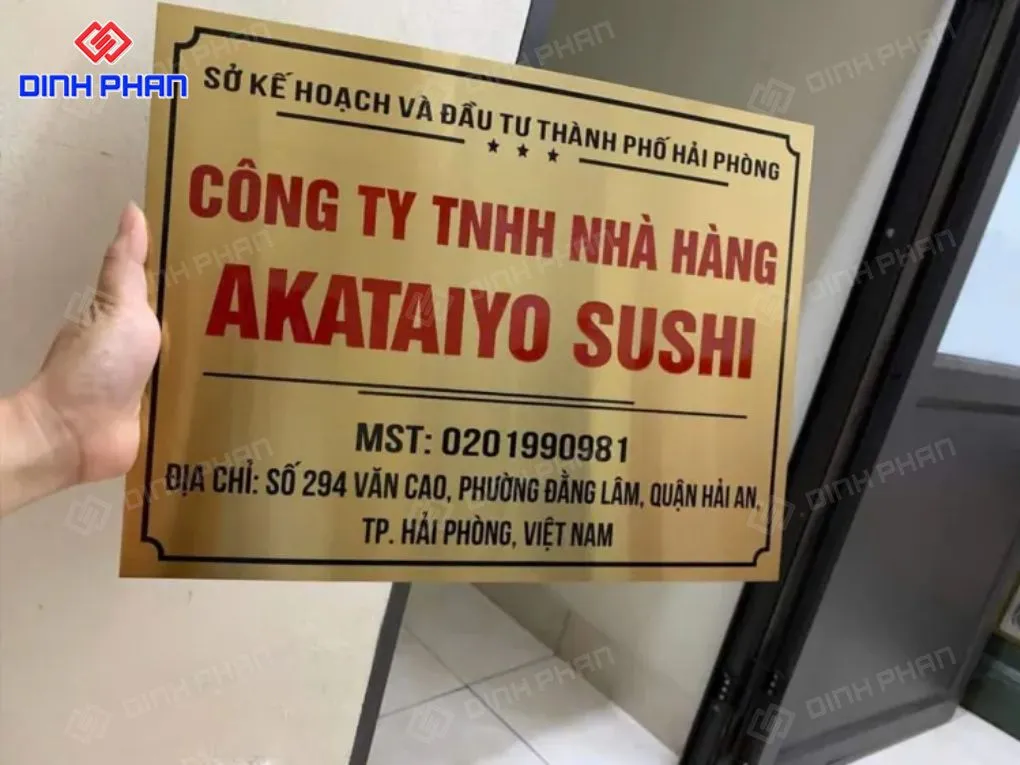 DINH PHAN
SỞ KẾ HOẠCH VÀ ĐẦU TƯ THÀNH PHỐ HẢI PHÒNG
CÔNG TY TNHH NHÀ HÀNG
AKATAIYO SUSHI
MST: 0201990981
ĐỊA CHỈ: SỐ 294 VĂN CAO, PHƯỜNG ĐẰNG LÂM, QUẬN HẢI AN,
TP. HẢI PHÒNG, VIỆT NAM